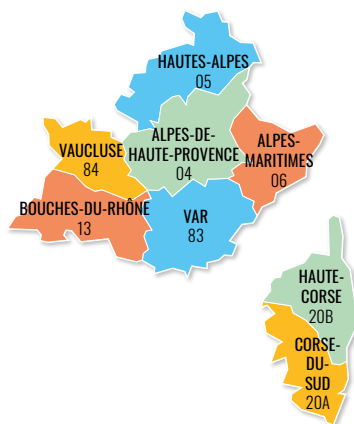 HAUTES-ALPES
05
ALPES-DE-
HAUTE-PROVENCE
04
ALPES-
MARITIMES
06
VAUCLUSE
84
BOUCHES-DU-RHÔNE
13
VAR
83
HAUTE-
CORSE
20B
CORSE-
DU-
SUD
20A